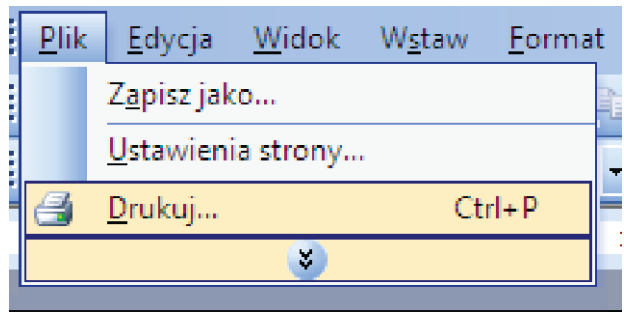 Plik Edycja Widok Wstaw Format
Zapisz jako...
Ustawienia strony...
Drukuj... Ctrl+P